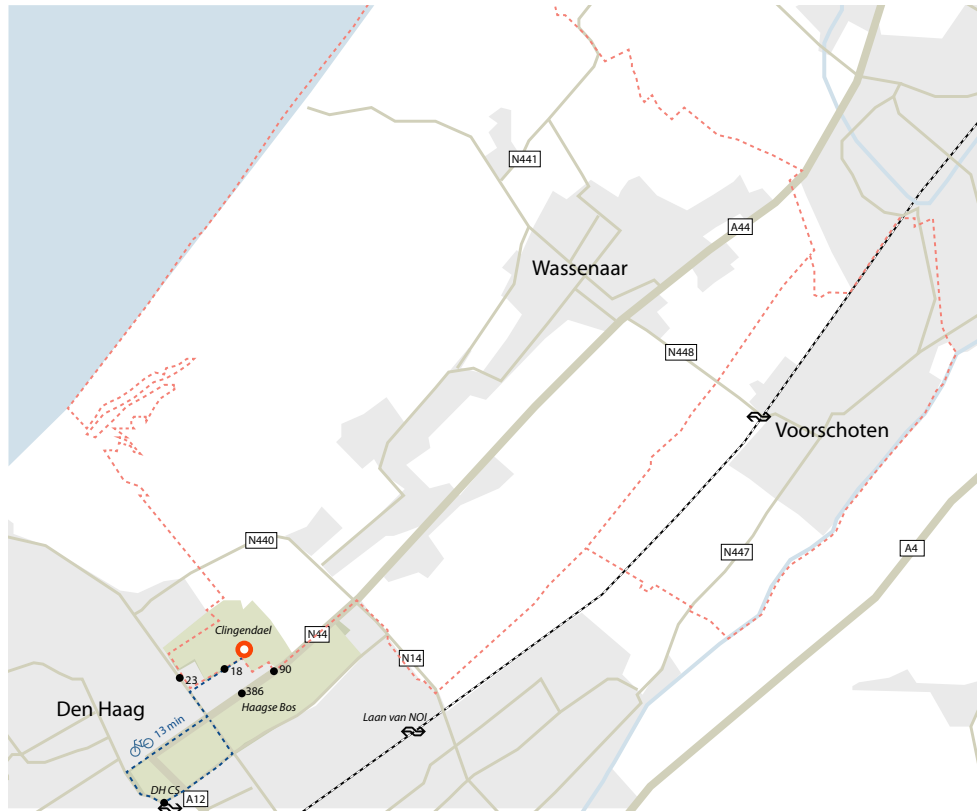 N441
A44
Wassenaar
N448
Voorschoten
N440
A4
N447
Clingendael
N44
N14
18
90
23
386
Haagse Bos
Den Haag
Laan van NOI
13 min
DH CS
A12